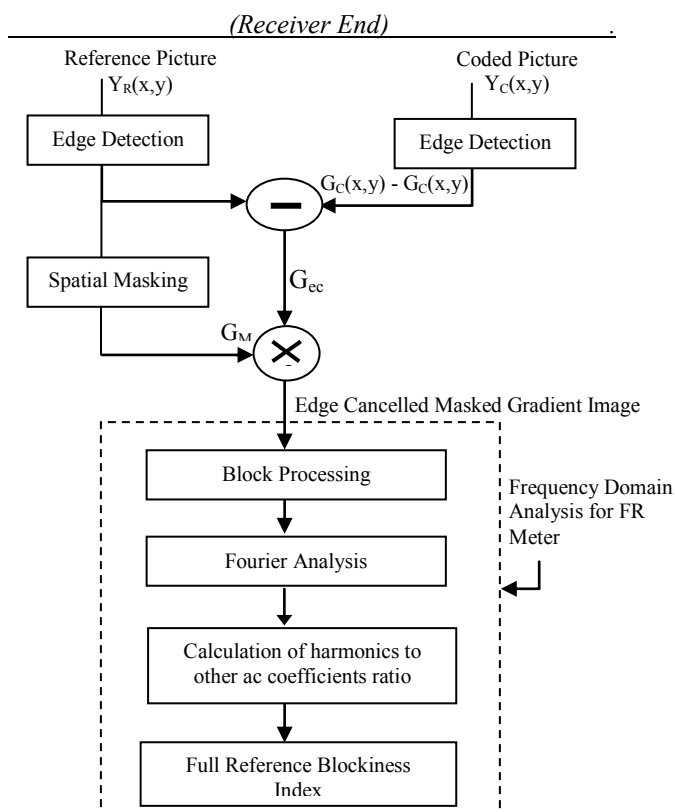 (Receiver End) .
Reference Picture
Y_R(x,y)
Coded Picture
Y_C(x,y)
Edge Detection
Edge Detection
G_C(x,y) - G_C(x,y)
Spatial Masking
G_ec
G_M
Edge Cancelled Masked Gradient Image
Block Processing
Frequency Domain
Analysis for FR
Meter
Fourier Analysis
Calculation of harmonics to
other ac coefficients ratio
Full Reference Blockiness
Index